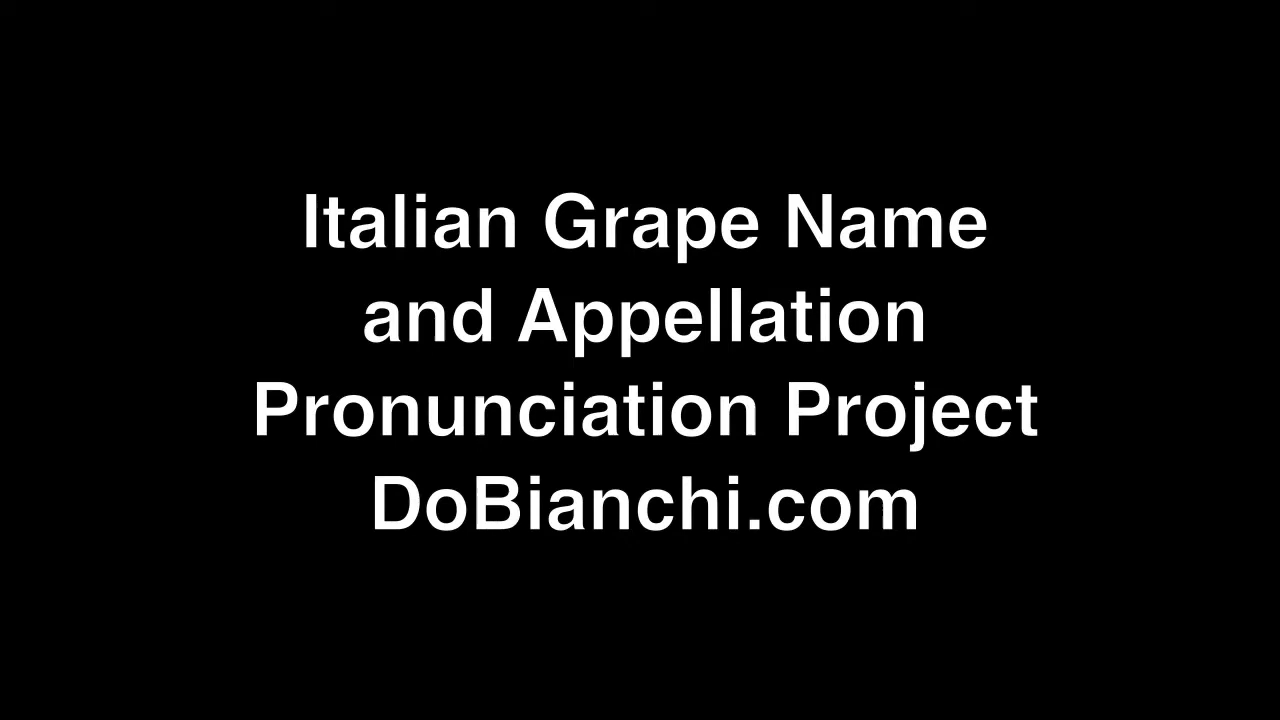 Italian Grape Name
and Appellation
Pronunciation Project
DoBianchi.com